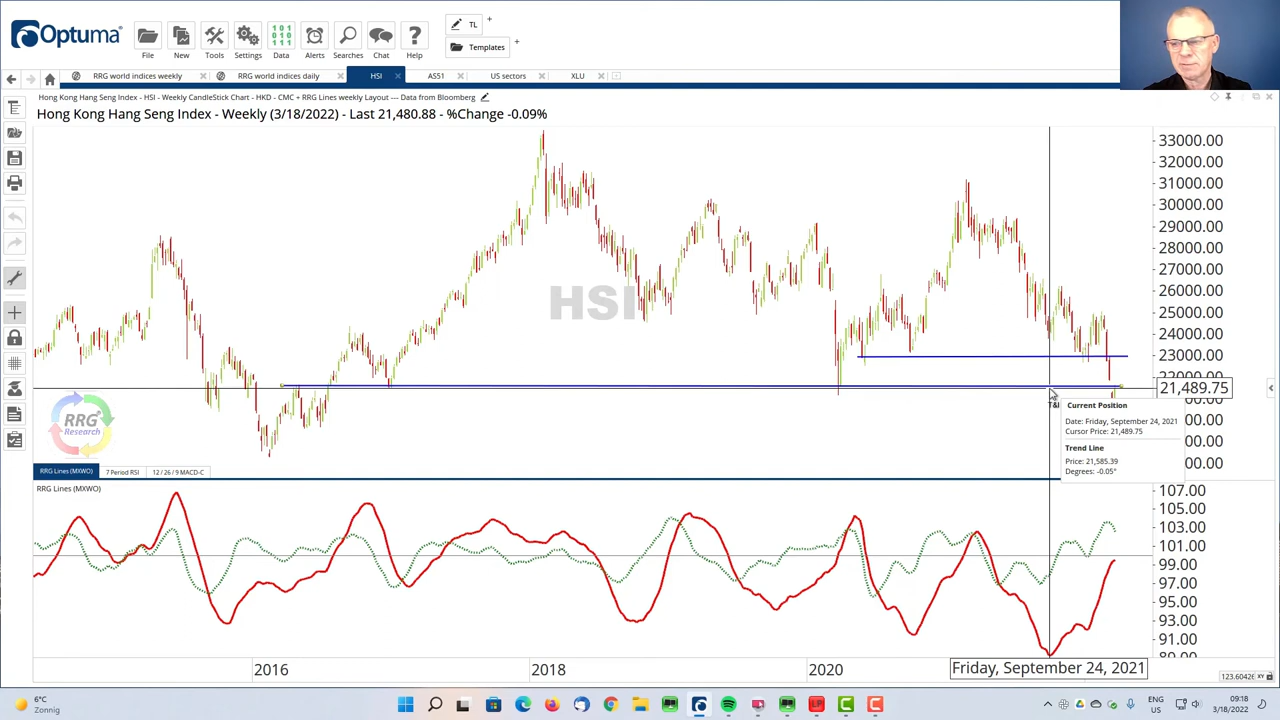 Optuma
File
New
Tools
Settings
Data
Alerts
Searches
Chat
Help
TL
Templates
RRG world indices weekly
RRG world indices daily
HSI
AS51
US sectors
XLU
Hong Kong Hang Seng Index - HSI - Weekly CandleStick Chart - HKD - CMC + RRG Lines weekly Layout --- Data from Bloomberg
Hong Kong Hang Seng Index - Weekly (3/18/2022) - Last 21,480.88 - %Change -0.09%
HSI
33000.00
32000.00
31000.00
30000.00
29000.00
28000.00
27000.00
26000.00
25000.00
24000.00
23000.00
21,489.75
Current Position
Date: Friday, September 24, 2021
Cursor Price: 21,489.75
Trend Line
Price: 21,585.39
Degrees: -0.05°
RRG
Research
RRG Lines (MXWO)
7 Period RSI
12 / 26 / 9 MACD-C
RRG Lines (MXWO)
107.00
105.00
103.00
101.00
99.00
97.00
95.00
93.00
91.00
89.00
2016
2018
2020
Friday, September 24, 2021
123.60426
XY
6°C
Zonnig
ENG
US
09:18
3/18/2022